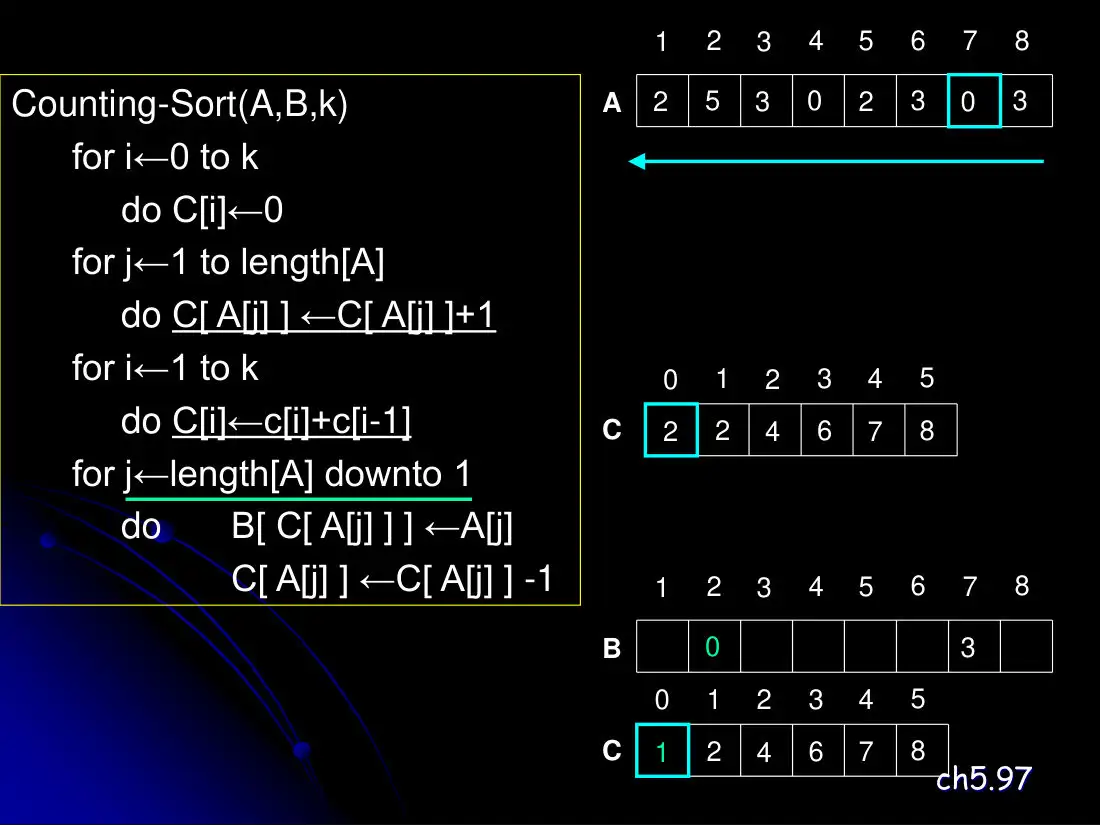 Counting-Sort(A,B,k)
for i←0 to k
do C[i]←0
for j←1 to length[A]
do C[ A[j] ] ←C[ A[j] ]+1
for i←1 to k
do C[i]←c[i]+c[i-1]
for j←length[A] downto 1
do B[ C[ A[j] ] ] ←A[j]
C[ A[j] ] ←C[ A[j] ] -1
1 2 3 4 5 6 7 8
A 2 5 3 0 2 3 0 3
0 1 2 3 4 5
C 2 2 4 6 7 8
1 2 3 4 5 6 7 8
B 0 3
0 1 2 3 4 5
C 1 2 4 6 7 8
ch5.97